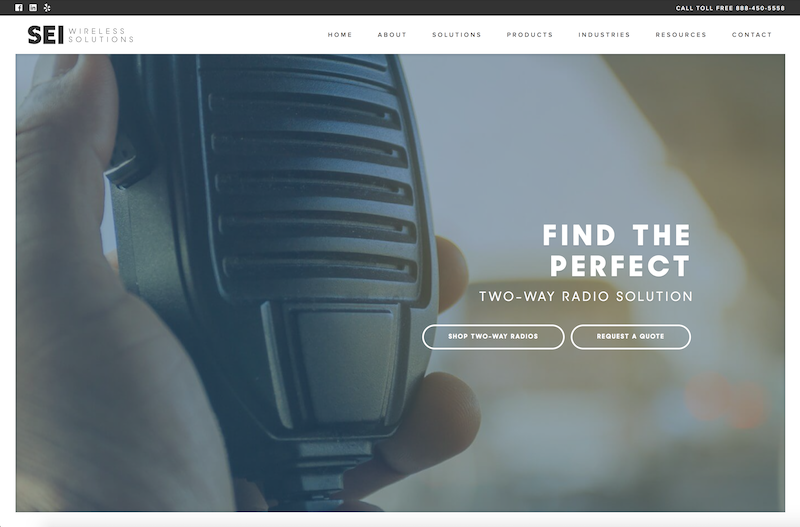 CALL TOLL FREE 888-450-5558
SEI WIRELESS SOLUTIONS
HOME ABOUT SOLUTIONS PRODUCTS INDUSTRIES RESOURCES CONTACT
FIND THE
PERFECT
TWO-WAY RADIO SOLUTION
SHOP TWO-WAY RADIOS REQUEST A QUOTE